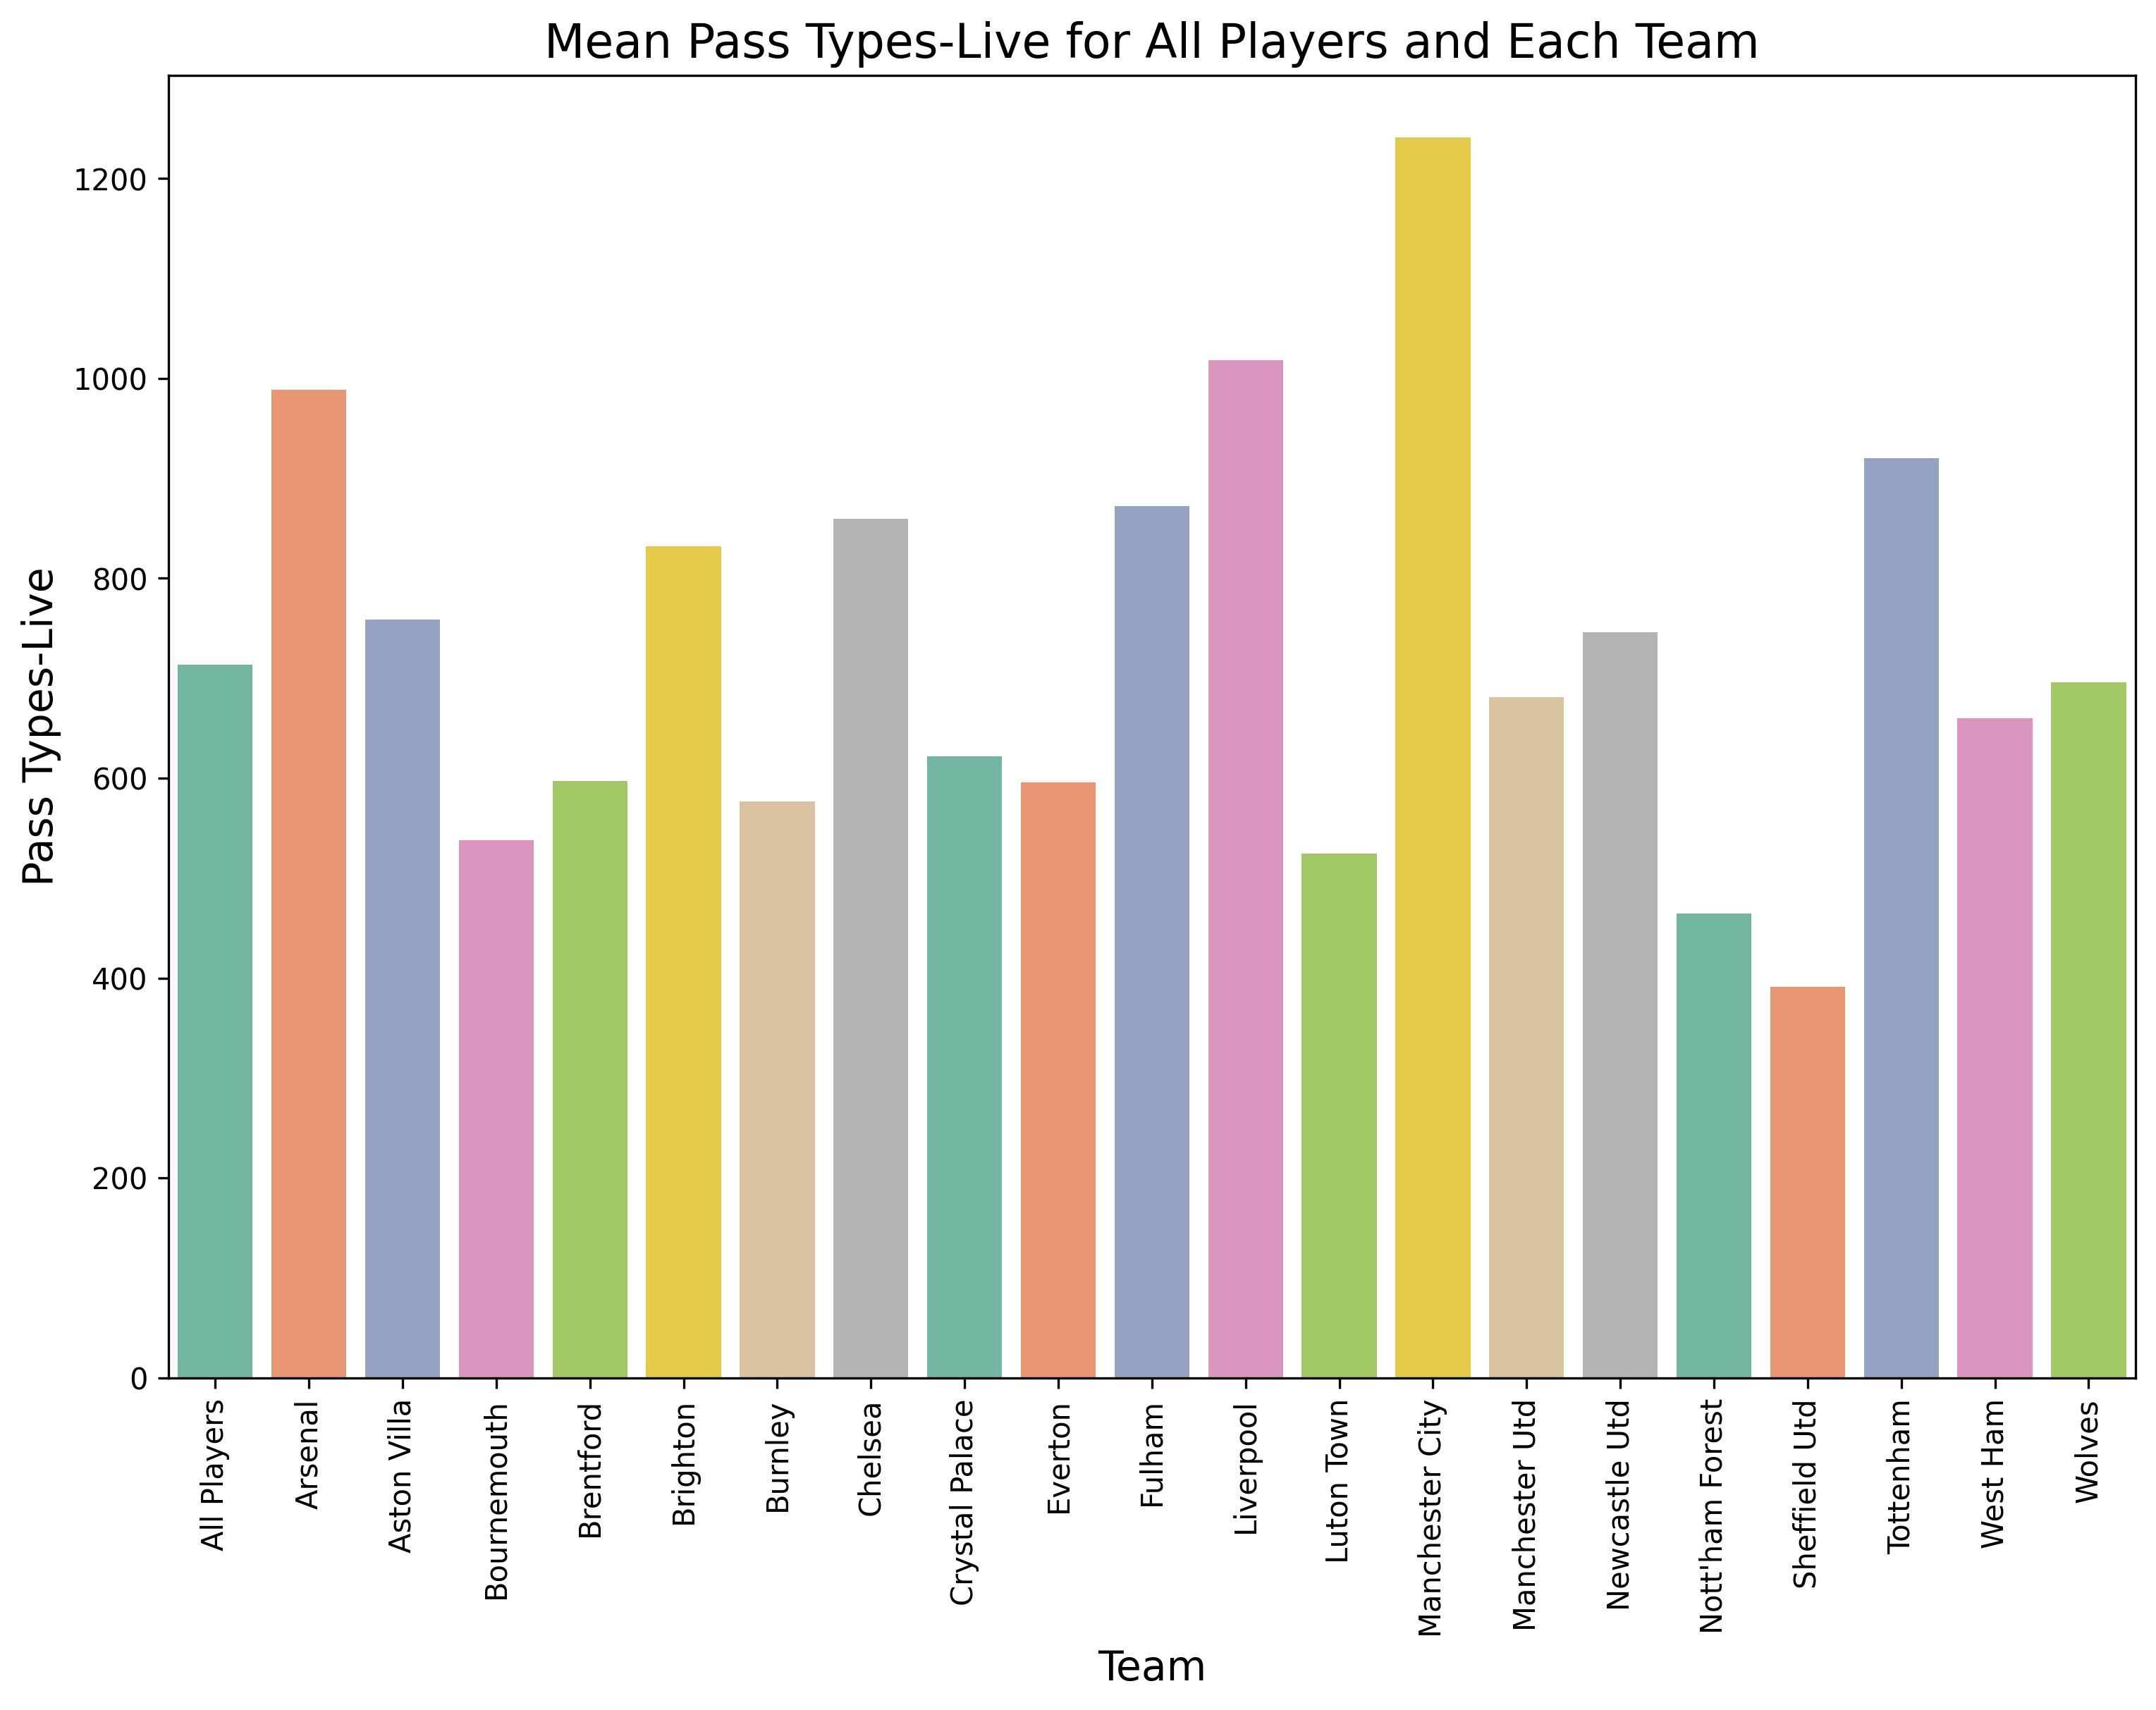 Mean Pass Types-Live for All Players and Each Team
Pass Types-Live
1200
1000
800
600
400
200
0
All Players
Arsenal
Aston Villa
Bournemouth
Brentford
Brighton
Burnley
Chelsea
Crystal Palace
Everton
Fulham
Liverpool
Luton Town
Manchester City
Manchester Utd
Newcastle Utd
Nott'ham Forest
Sheffield Utd
Tottenham
West Ham
Wolves
Team